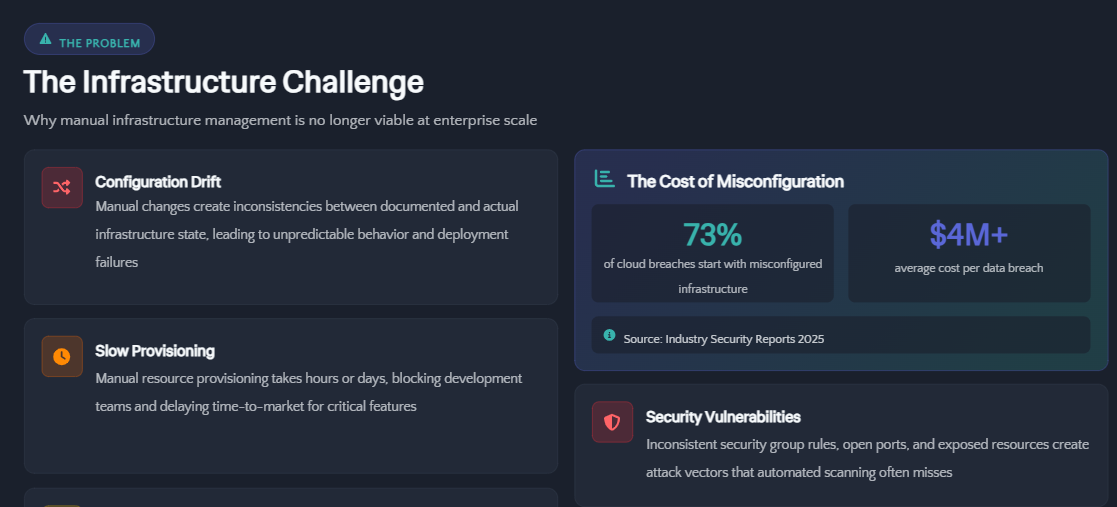 THE PROBLEM
The Infrastructure Challenge
Why manual infrastructure management is no longer viable at enterprise scale
Configuration Drift
Manual changes create inconsistencies between documented and actual
infrastructure state, leading to unpredictable behavior and deployment
failures
Slow Provisioning
Manual resource provisioning takes hours or days, blocking development
teams and delaying time-to-market for critical features
The Cost of Misconfiguration
73%
of cloud breaches start with misconfigured
infrastructure
$4M+
average cost per data breach
Source: Industry Security Reports 2025
Security Vulnerabilities
Inconsistent security group rules, open ports, and exposed resources create
attack vectors that automated scanning often misses